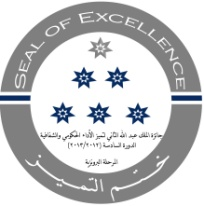 SEAL OF EXCELLENCE
جائزة الملك عبد الله الثاني لتميز الأداء الحكومي والشفافية
الدورة السادسة (٢٠١٢/٢٠١٣)
المرحلة البرونزية
ختم التميز